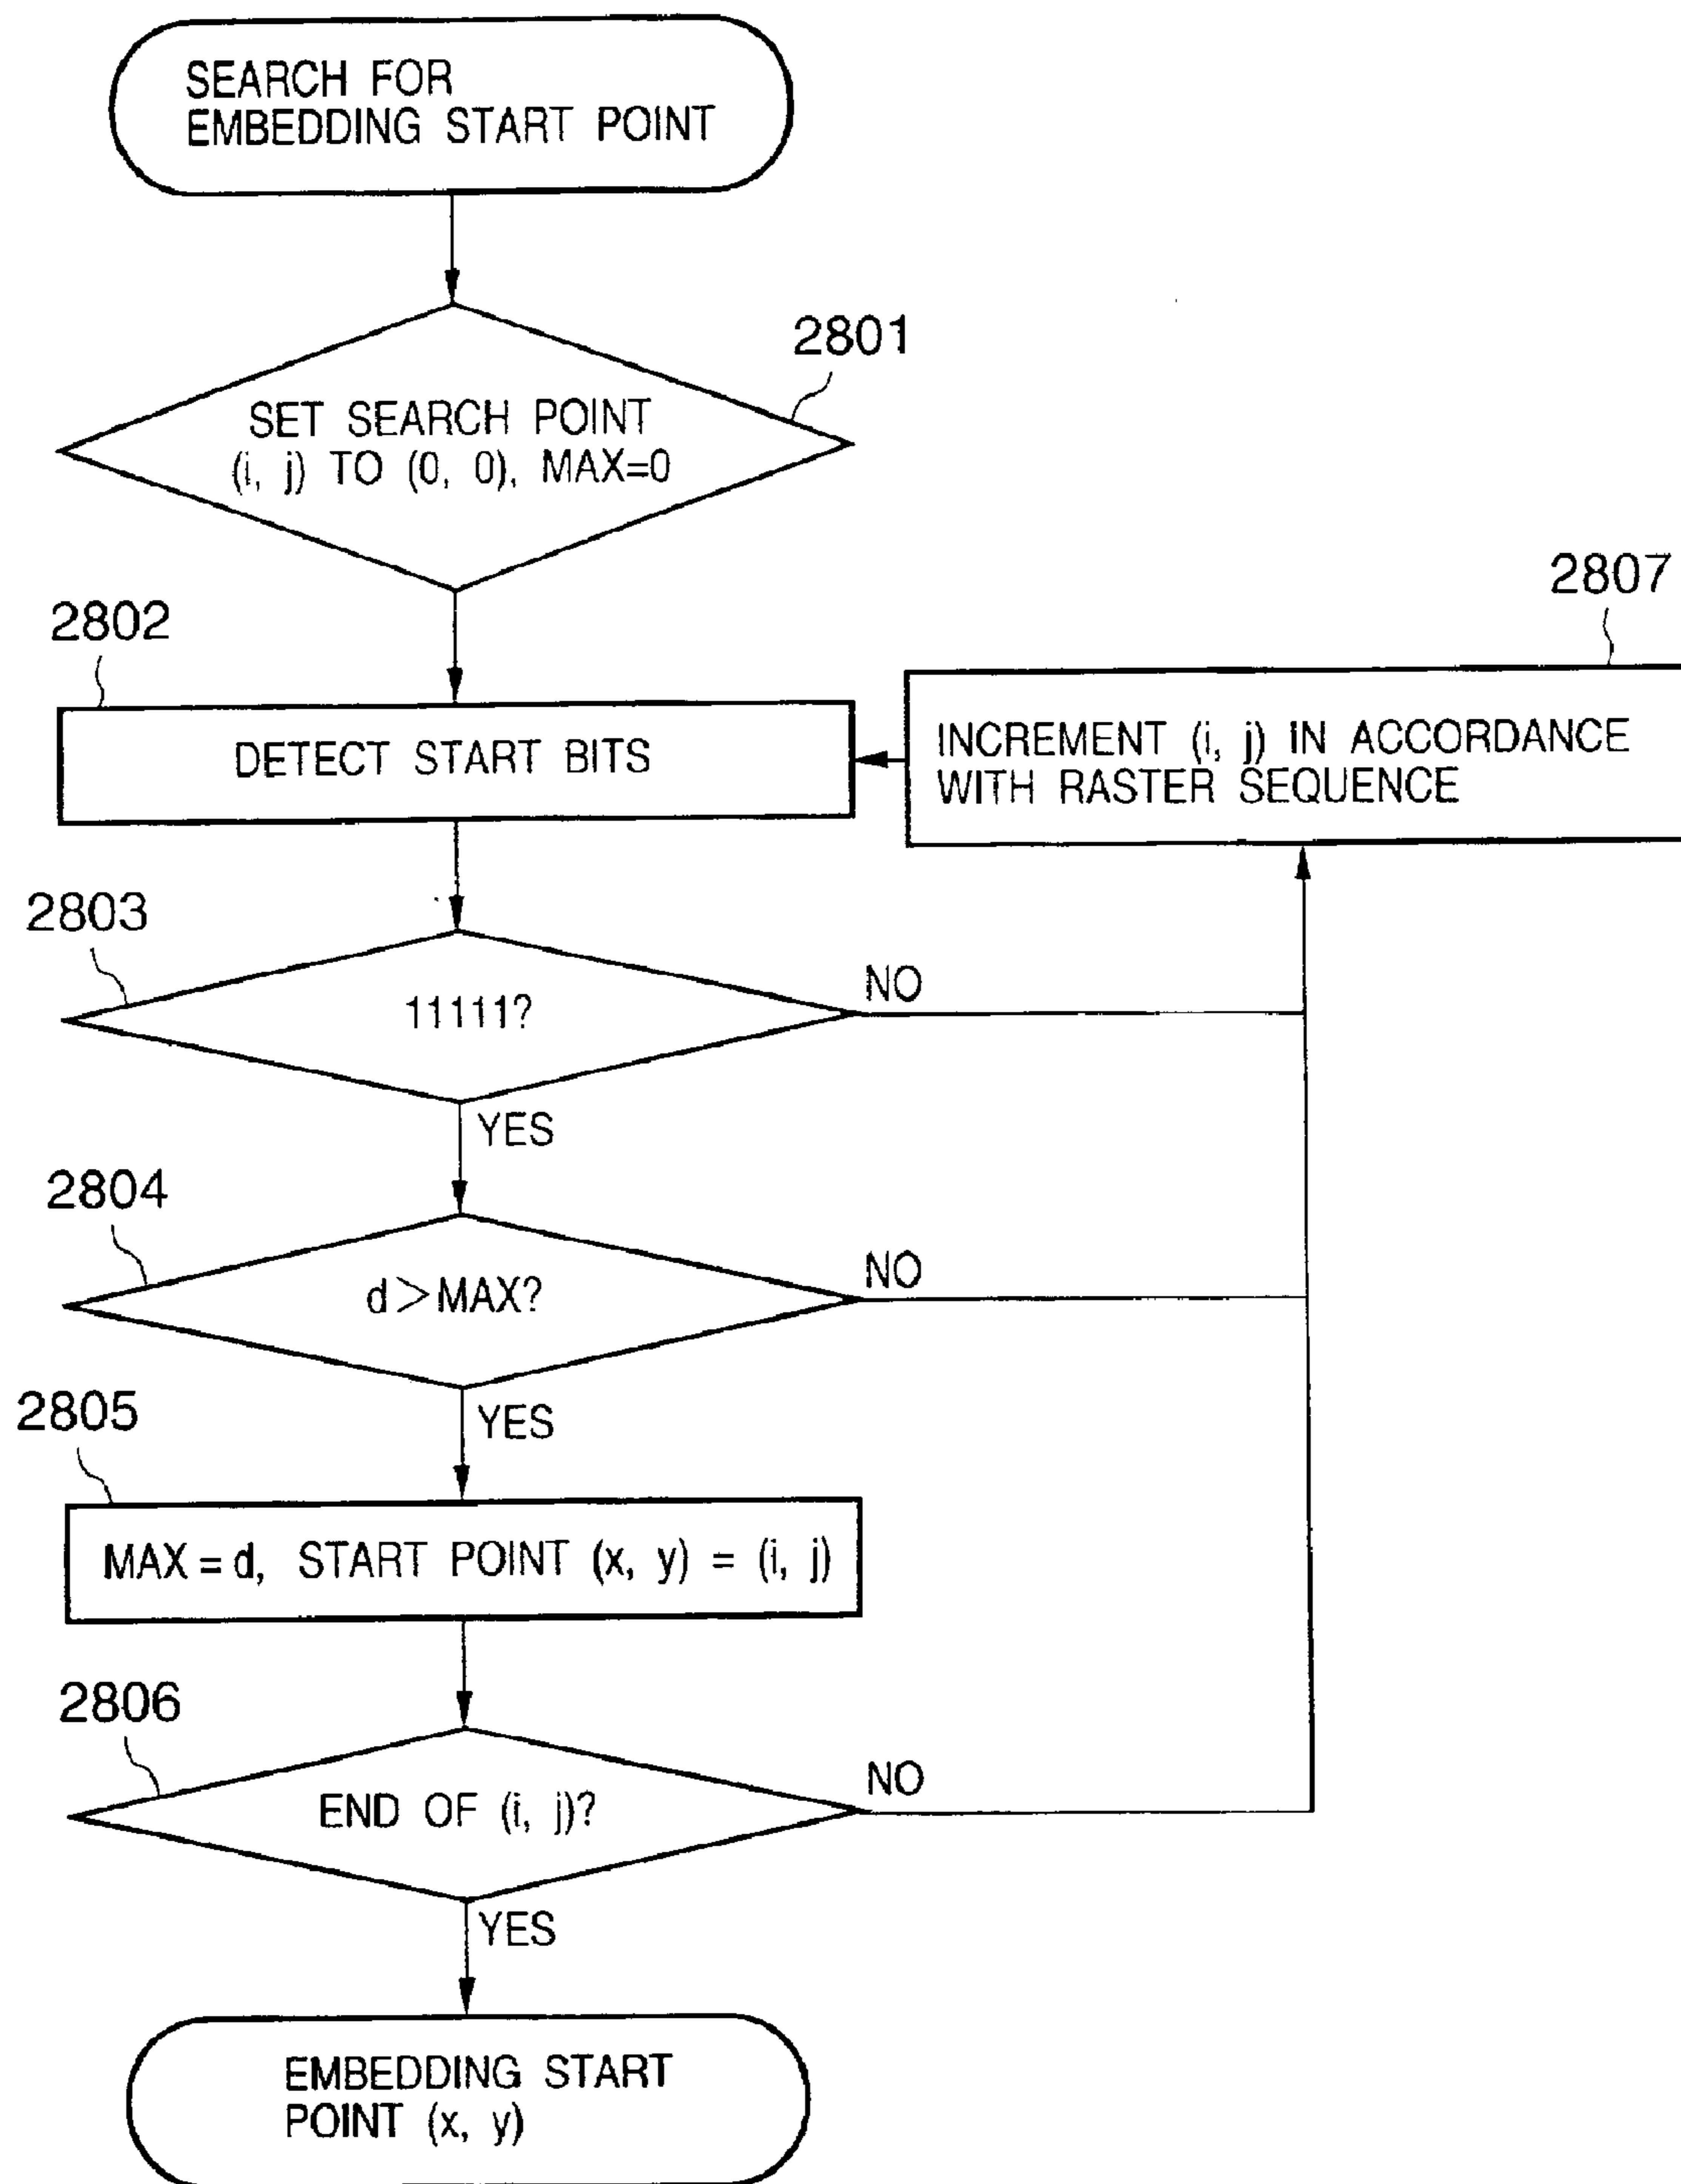 SEARCH FOR
EMBEDDING START POINT
2801
SET SEARCH POINT
(i, j) TO (0, 0), MAX=0
2807
2802
DETECT START BITS
INCREMENT (i, j) IN ACCORDANCE
WITH RASTER SEQUENCE
2803
11111?
NO
YES
2804
d>MAX?
NO
YES
2805
MAX = d, START POINT (x, y) = (i, j)
2806
END OF (i, j)?
NO
YES
EMBEDDING START
POINT (x, y)